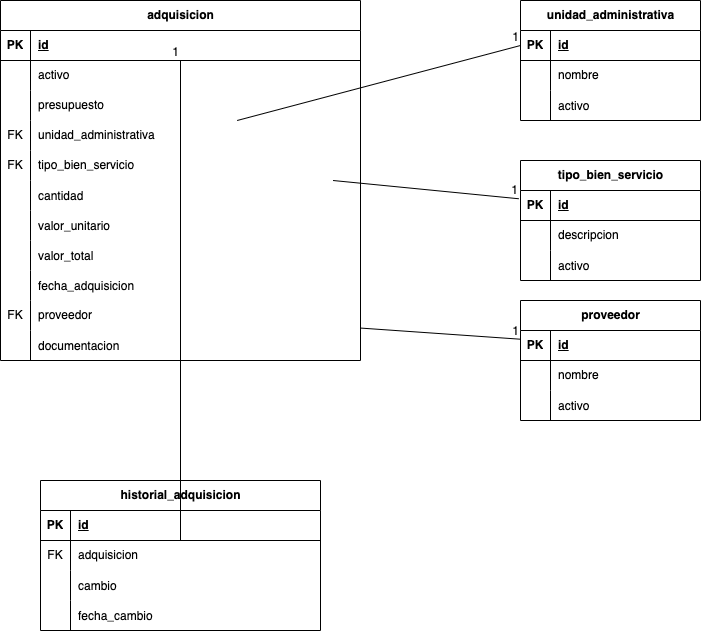 adquisicion
PK id
1
activo
presupuesto
FK unidad_administrativa
FK tipo_bien_servicio
cantidad
valor_unitario
valor_total
fecha_adquisicion
FK proveedor
documentacion
unidad_administrativa
1
PK id
nombre
activo
tipo_bien_servicio
1
PK id
descripcion
activo
proveedor
1
PK id
nombre
activo
historial_adquisicion
PK id
FK adquisicion
cambio
fecha_cambio